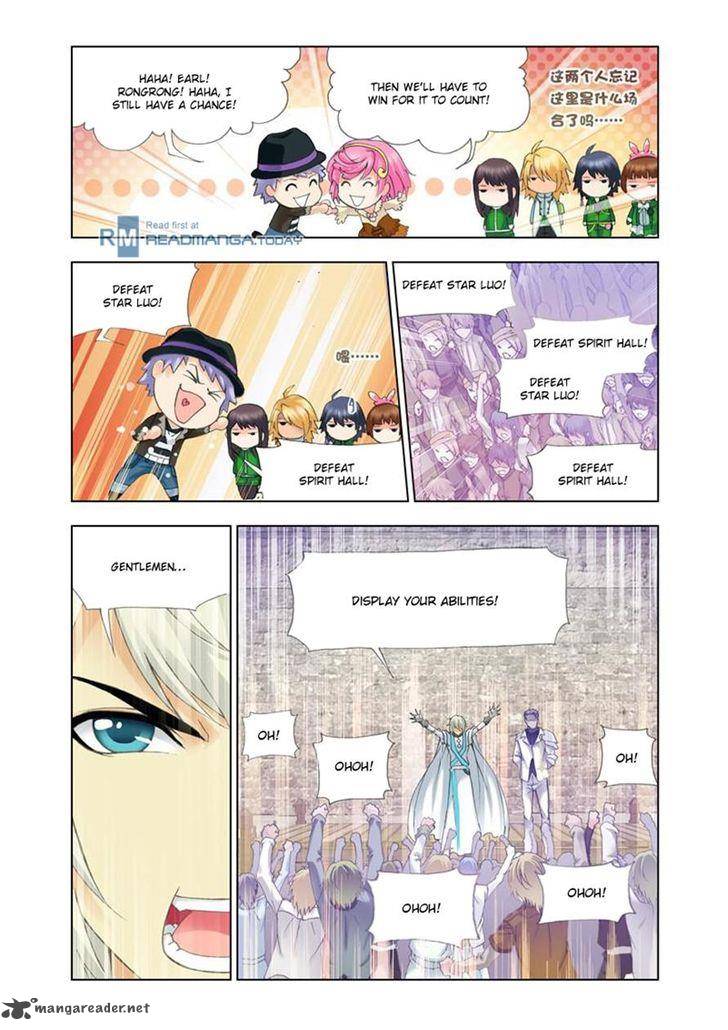 HAHA! EARL!
RONGRONG! HAHA, I
STILL HAVE A CHANCE!
THEN WE'LL HAVE TO
WIN FOR IT TO COUNT!
这两个人忘记
这里是什么场
合了吗……
Read first at
RM READMANGA.TODAY
DEFEAT
STAR LUO!
喂……
DEFEAT
SPIRIT HALL!
DEFEAT STAR LUO!
DEFEAT SPIRIT HALL!
DEFEAT
STAR LUO!
DEFEAT
SPIRIT HALL!
GENTLEMEN...
DISPLAY YOUR ABILITIES!
OH!
OHOH!
OH!
OHOH!
OHOH!
mangareader.net